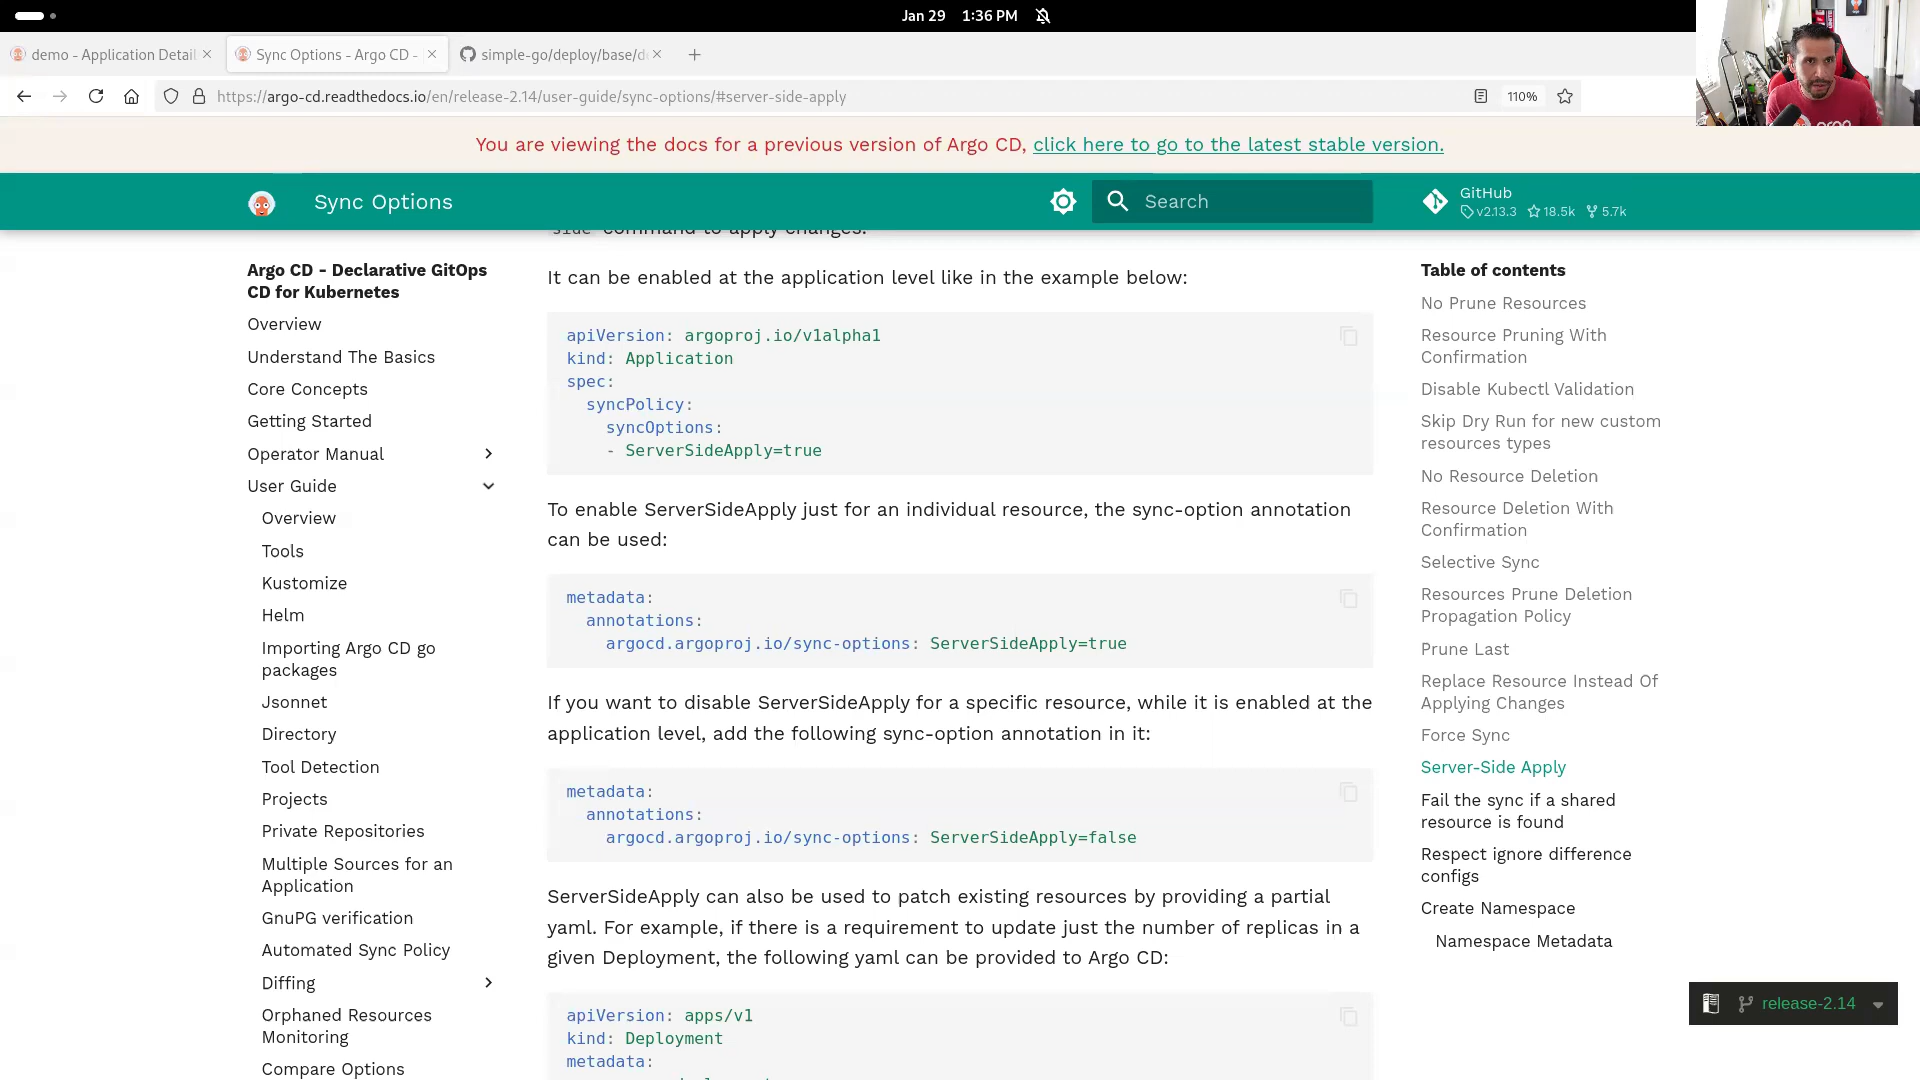 Jan 29 1:36 PM
demo - Application Detail
Sync Options - Argo CD -
simple-go/deploy/base/de
https://argo-cd.readthedocs.io/en/release-2.14/user-guide/sync-options/#server-side-apply
110%
You are viewing the docs for a previous version of Argo CD, click here to go to the latest stable version.
Sync Options
Search
GitHub
v2.13.3 18.5k 5.7k
Argo CD - Declarative GitOps
CD for Kubernetes
Overview
Understand The Basics
Core Concepts
Getting Started
Operator Manual
User Guide
Overview
Tools
Kustomize
Helm
Importing Argo CD go
packages
Jsonnet
Directory
Tool Detection
Projects
Private Repositories
Multiple Sources for an
Application
GnuPG verification
Automated Sync Policy
Diffing
Orphaned Resources
Monitoring
Compare Options
side command to apply changes.
It can be enabled at the application level like in the example below:
apiVersion: argoproj.io/v1alpha1
kind: Application
spec:
syncPolicy:
syncOptions:
- ServerSideApply=true
To enable ServerSideApply just for an individual resource, the sync-option annotation
can be used:
metadata:
annotations:
argocd.argoproj.io/sync-options: ServerSideApply=true
If you want to disable ServerSideApply for a specific resource, while it is enabled at the
application level, add the following sync-option annotation in it:
metadata:
annotations:
argocd.argoproj.io/sync-options: ServerSideApply=false
ServerSideApply can also be used to patch existing resources by providing a partial
yaml. For example, if there is a requirement to update just the number of replicas in a
given Deployment, the following yaml can be provided to Argo CD:
apiVersion: apps/v1
kind: Deployment
metadata:
Table of contents
No Prune Resources
Resource Pruning With
Confirmation
Disable Kubectl Validation
Skip Dry Run for new custom
resources types
No Resource Deletion
Resource Deletion With
Confirmation
Selective Sync
Resources Prune Deletion
Propagation Policy
Prune Last
Replace Resource Instead Of
Applying Changes
Force Sync
Server-Side Apply
Fail the sync if a shared
resource is found
Respect ignore difference
configs
Create Namespace
Namespace Metadata
release-2.14